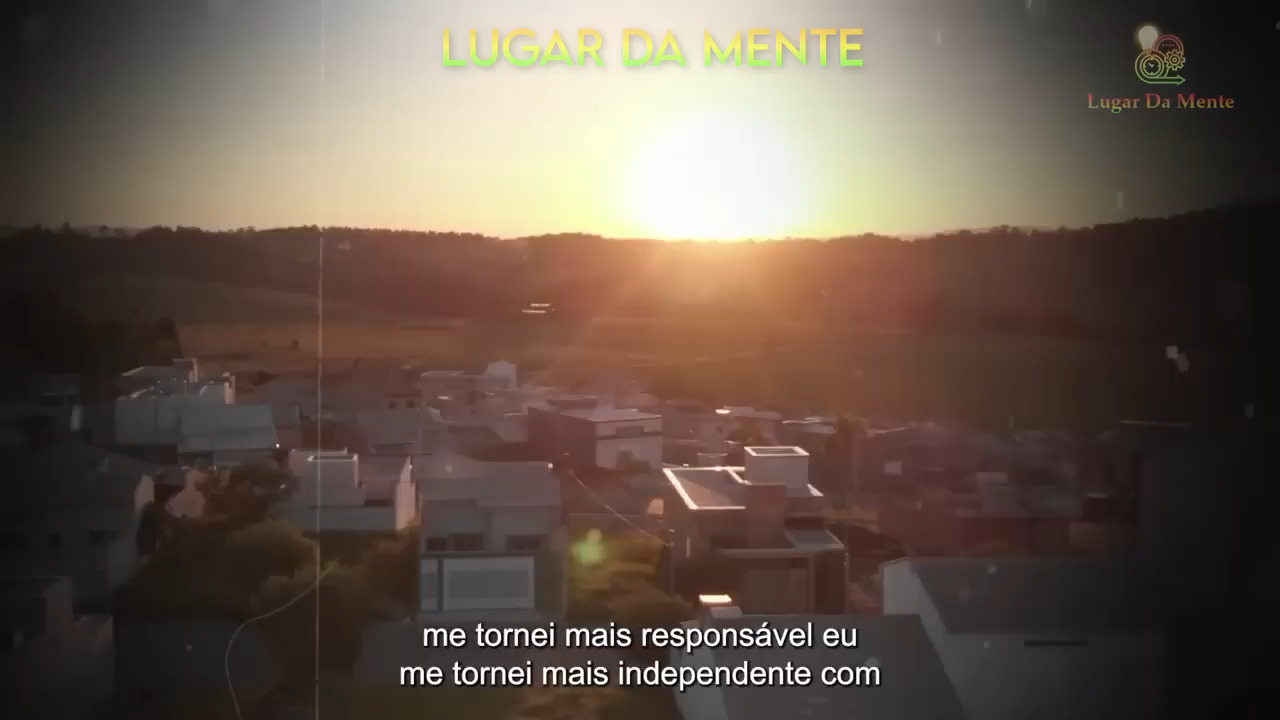 LUGAR DA MENTE
Lugar Da Mente
me tornei mais responsável eu
me tornei mais independente com